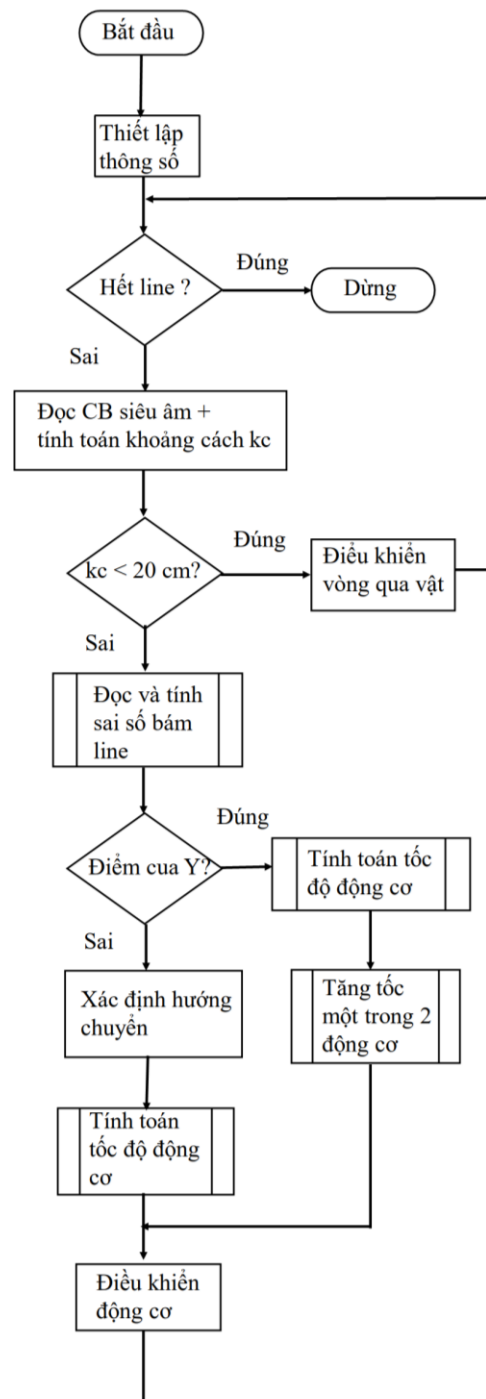 Bắt đầu
Thiết lập
thông số
Hết line ?
Đúng
Dừng
Sai
Đọc CB siêu âm +
tính toán khoảng cách kc
kc < 20 cm?
Đúng
Điểu khiển
vòng qua vật
Sai
Đọc và tính
sai số bám
line
Điểm cua Y?
Đúng
Tính toán tốc
độ động cơ
Tăng tốc
một trong 2
động cơ
Sai
Xác định hướng
chuyển
Tính toán
tốc độ động
cơ
Điều khiển
động cơ